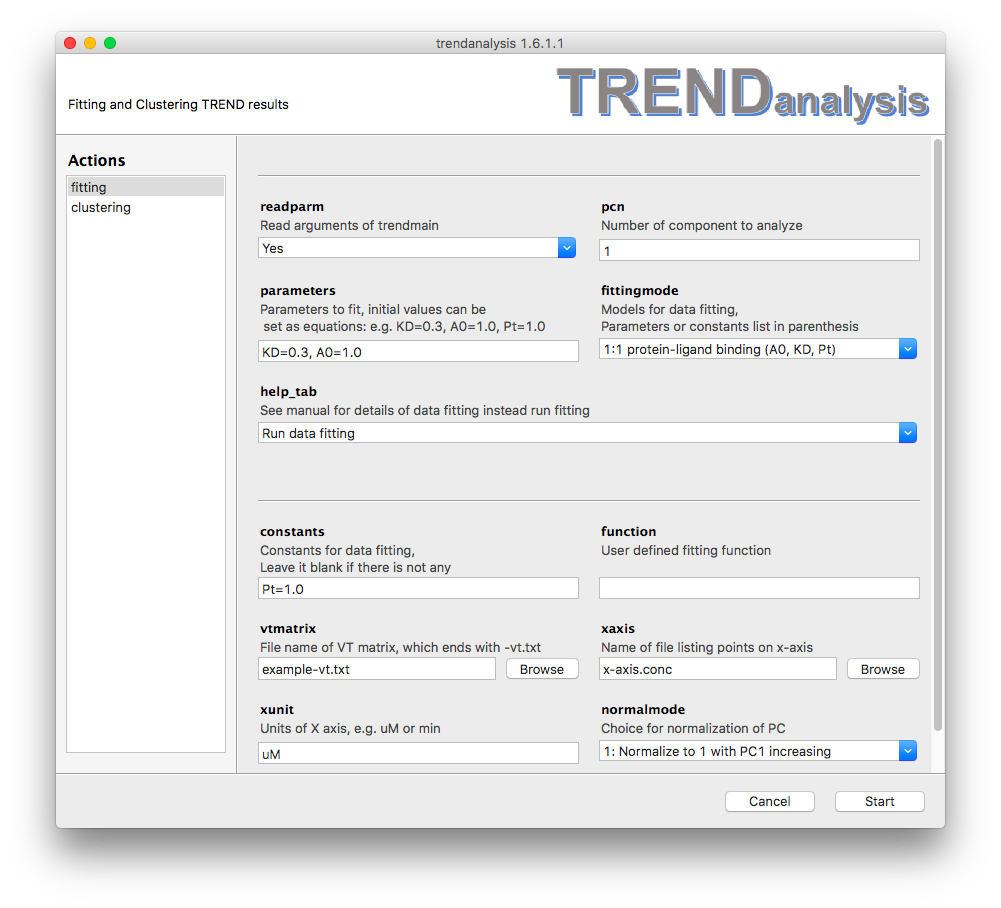 trendanalysis 1.6.1.1
Fitting and Clustering TREND results
TRENDanalysis
Actions
fitting
clustering
readparm
Read arguments of trendmain
Yes
pcn
Number of component to analyze
1
parameters
Parameters to fit, initial values can be
set as equations: e.g. KD=0.3, A0=1.0, Pt=1.0
KD=0.3, A0=1.0
fittingmode
Models for data fitting,
Parameters or constants list in parenthesis
1:1 protein-ligand binding (A0, KD, Pt)
help_tab
See manual for details of data fitting instead run fitting
Run data fitting
constants
Constants for data fitting,
Leave it blank if there is not any
Pt=1.0
function
User defined fitting function
vtmatrix
File name of VT matrix, which ends with -vt.txt
example-vt.txt
Browse
xaxis
Name of file listing points on x-axis
x-axis.conc
Browse
xunit
Units of X axis, e.g. uM or min
uM
normalmode
Choice for normalization of PC
1: Normalize to 1 with PC1 increasing
Cancel
Start